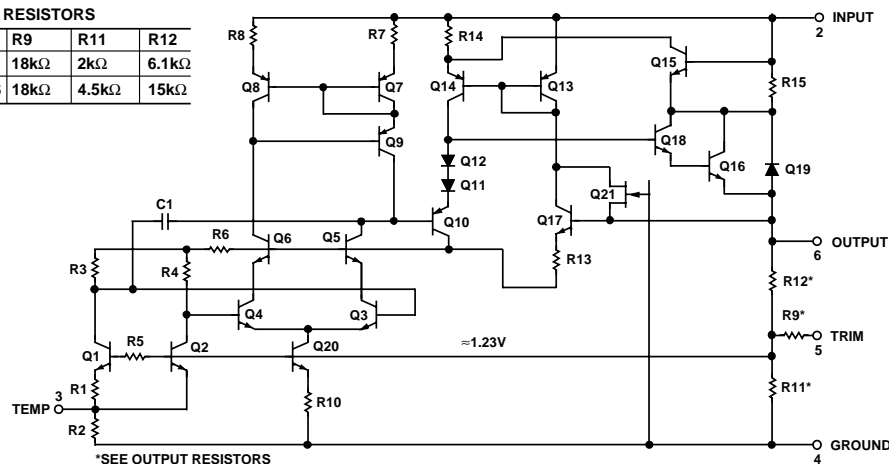 RESISTORS
R9 R11 R12
18kΩ 2kΩ 6.1kΩ
18kΩ 4.5kΩ 15kΩ
INPUT
2
R8
R7
R14
Q15
R15
Q8
Q7
Q14
Q13
Q9
Q18
Q16
Q19
Q12
Q11
Q21
C1
Q10
Q17
R6
Q6
Q5
OUTPUT
6
R3
R4
R13
R12*
Q4
Q3
R9*
TRIM
5
≈1.23V
Q1
R5
Q2
Q20
R1
R10
R11*
TEMP
3
R2
GROUND
4
*SEE OUTPUT RESISTORS